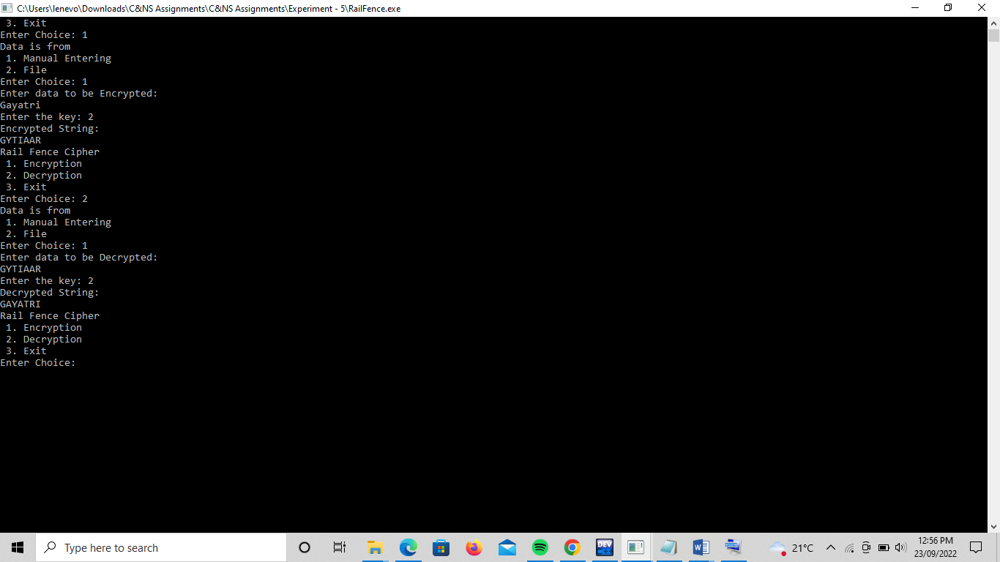 C:\Users\lenevo\Downloads\C&NS Assignments\C&NS Assignments\Experiment - 5\RailFence.exe
 3. Exit
Enter Choice: 1
Data is from
 1. Manual Entering
 2. File
Enter Choice: 1
Enter data to be Encrypted:
Gayatri
Enter the key: 2
Encrypted String:
GYTIAAR
Rail Fence Cipher
 1. Encryption
 2. Decryption
 3. Exit
Enter Choice: 2
Data is from
 1. Manual Entering
 2. File
Enter Choice: 1
Enter data to be Decrypted:
GYTIAAR
Enter the key: 2
Decrypted String:
GAYATRI
Rail Fence Cipher
 1. Encryption
 2. Decryption
 3. Exit
Enter Choice:
Type here to search
DEV
21°C
12:56 PM
23/09/2022